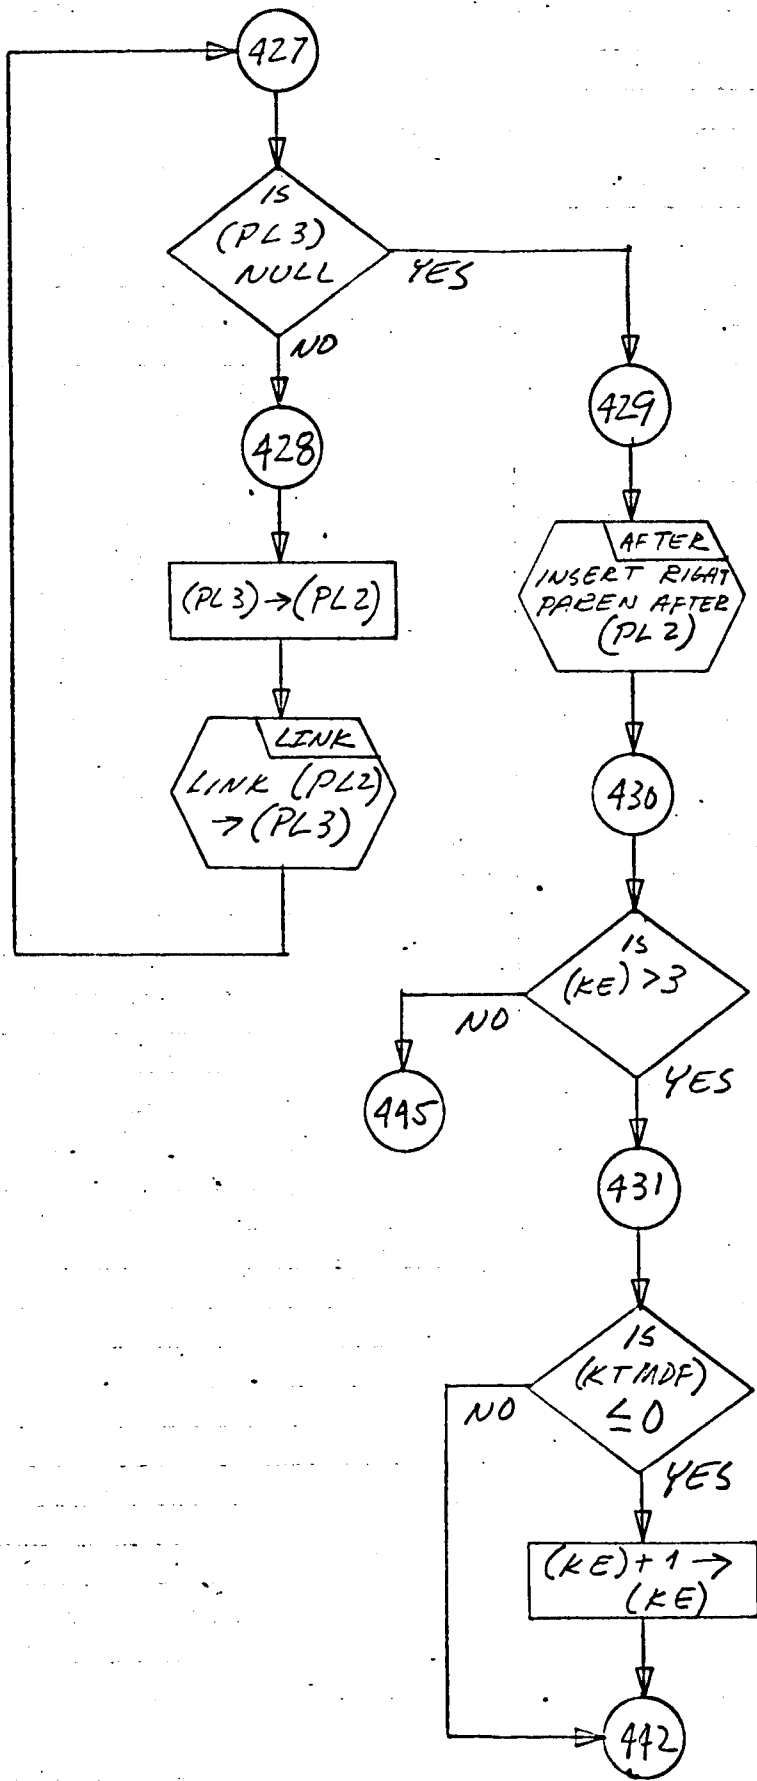 427
IS
(PL3)
NULL
YES
NO
428
(PL3)→(PL2)
LINK
LINK (PL2)
→(PL3)
429
AFTER
INSERT RIGHT
PAREN AFTER
(PL2)
430
IS
(KE)>3
NO
YES
445
431
IS
(KTMDF)
≤0
NO
YES
(KE)+1→
(KE)
442